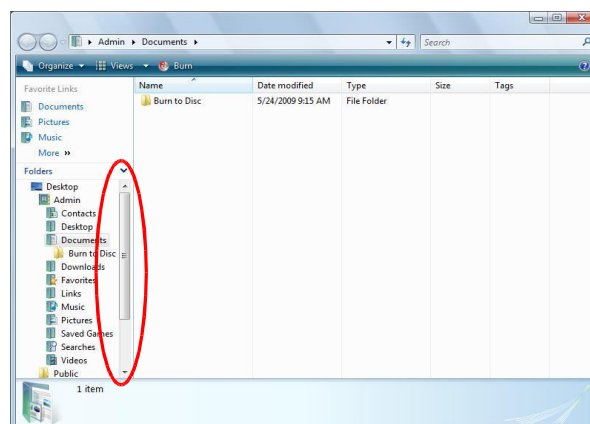 Admin Documents
Search
Organize Views Burn
Favorite Links
Documents
Pictures
Music
More »
Folders
Desktop
Admin
Contacts
Desktop
Documents
Burn to Disc
Downloads
Favorites
Links
Music
Pictures
Saved Games
Searches
Videos
Public
Name Date modified Type Size Tags
Burn to Disc 5/24/2009 9:15 AM File Folder
1 item